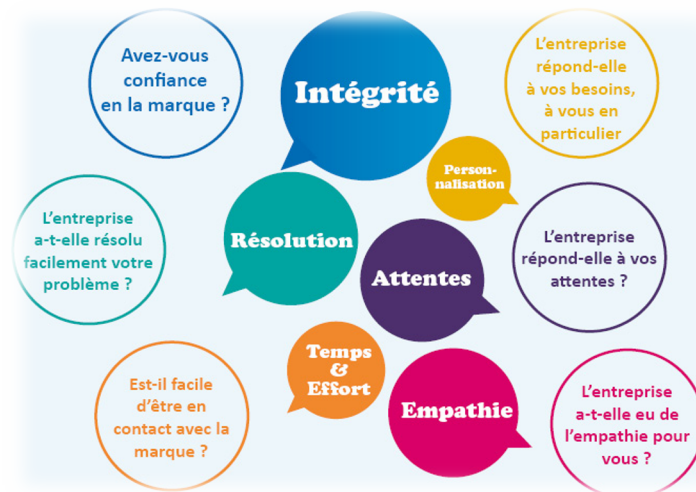 Avez-vous
confiance
en la marque ?
Intégrité
L'entreprise
répond-elle
à vos besoins,
à vous en
particulier
Person-
nalisation
L'entreprise
a-t-elle résolu
facilement votre
problème ?
Résolution
Attentes
L'entreprise
répond-elle à vos
attentes ?
Est-il facile
d'être en
contact avec la
marque ?
Temps
&
Effort
Empathie
L'entreprise
a-t-elle eu de
l'empathie pour
vous ?